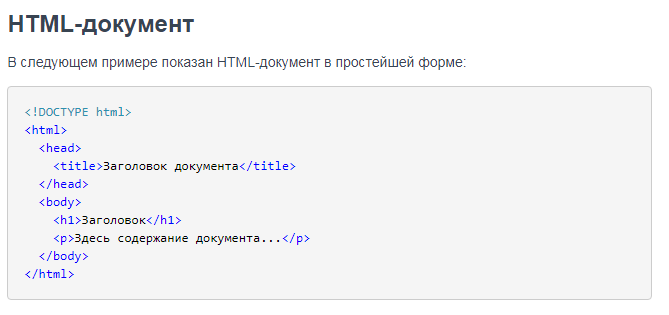 HTML-документ
В следующем примере показан HTML-документ в простейшей форме:
<!DOCTYPE html>
<html>
  <head>
    <title>Заголовок документа</title>
  </head>
  <body>
    <h1>Заголовок</h1>
    <p>Здесь содержание документа...</p>
  </body>
</html>